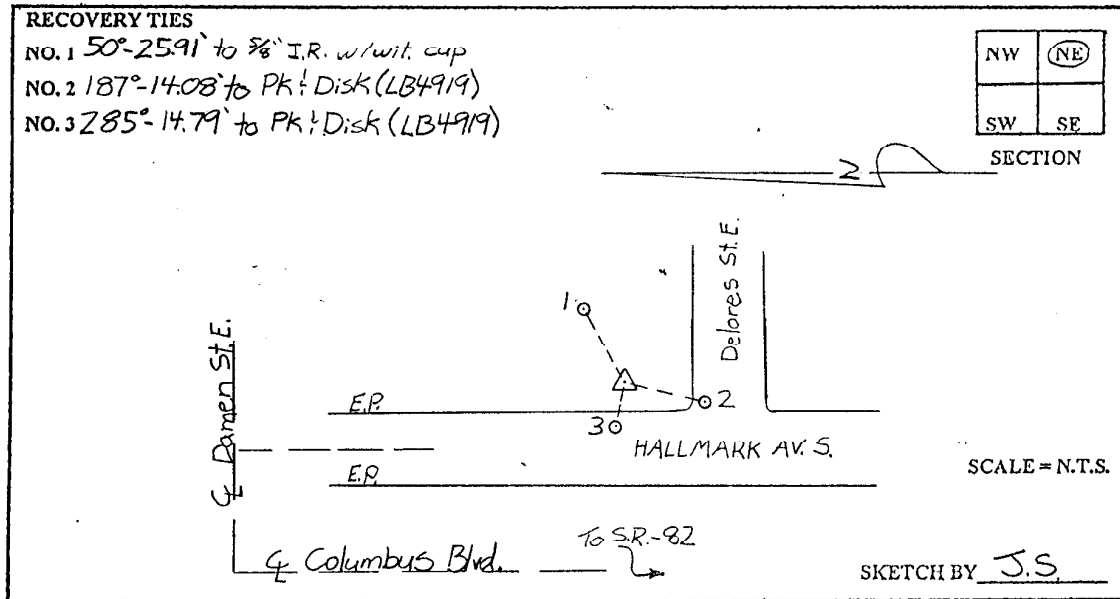 RECOVERY TIES
NO. 1 50°-25.91' to 5/8" I.R. w/wit. cap
NO. 2 187°-14.08' to Pk & Disk (LB4919)
NO. 3 285°-14.79' to Pk & Disk (LB4919)
NW NE
SW SE
SECTION
N
Delores St. E.
1
Damen St. E.
E.P.
2
3
HALLMARK AV. S.
SCALE = N.T.S.
E.P.
℄
To S.R.-82
℄ Columbus Blvd.
SKETCH BY J.S.